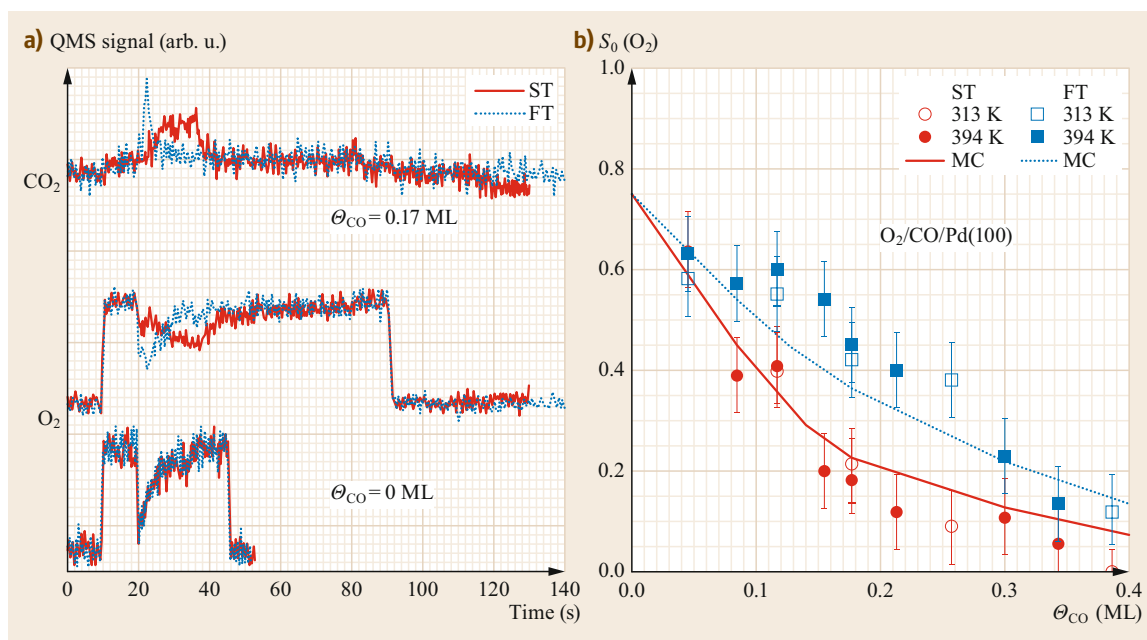 a) QMS signal (arb. u.)
ST
FT
CO₂
Θ_CO = 0.17 ML
O₂
Θ_CO = 0 ML
0 20 40 60 80 100 120 140
Time (s)
b) S₀ (O₂)
1.0
0.8
0.6
0.4
0.2
0.0
ST FT
313 K 313 K
394 K 394 K
MC MC
O₂/CO/Pd(100)
0.0 0.1 0.2 0.3 0.4
Θ_CO (ML)